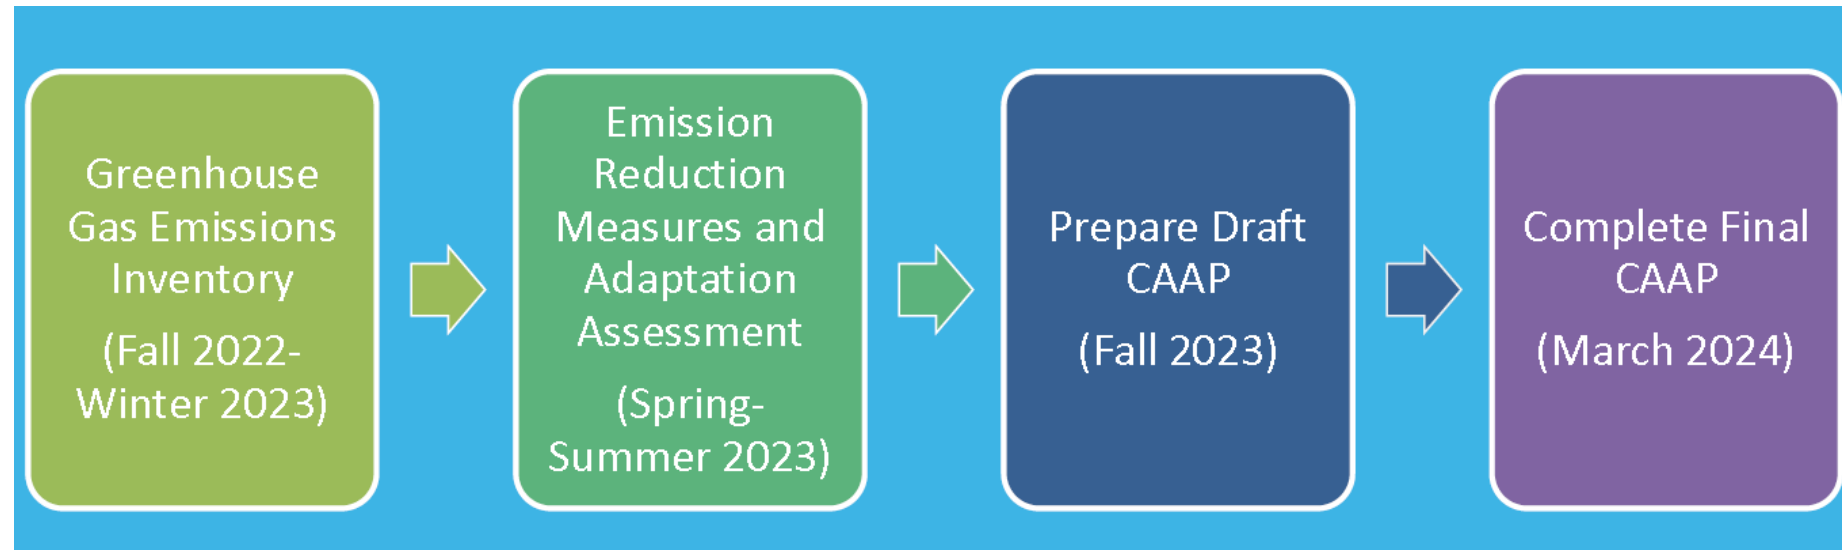 Greenhouse
Gas Emissions
Inventory
(Fall 2022-
Winter 2023)
Emission
Reduction
Measures and
Adaptation
Assessment
(Spring-
Summer 2023)
Prepare Draft
CAAP
(Fall 2023)
Complete Final
CAAP
(March 2024)